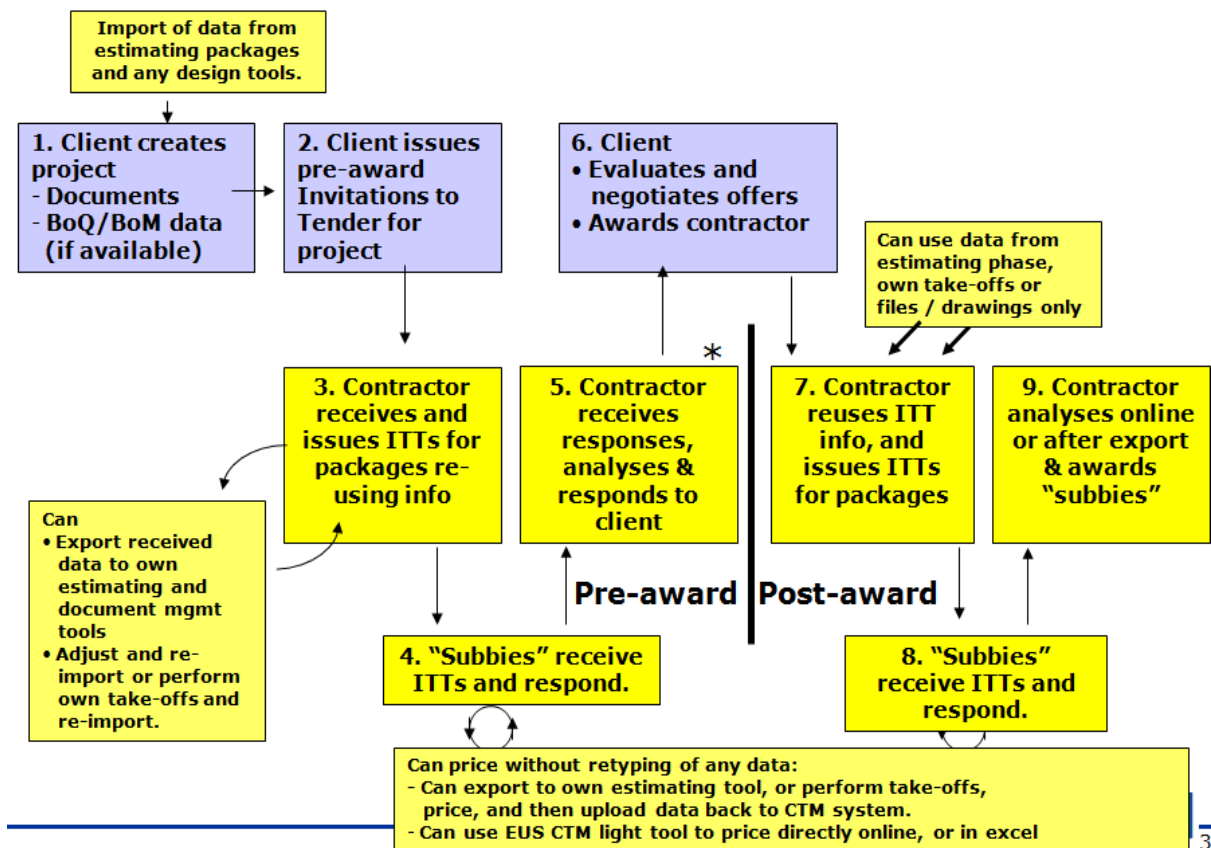 Import of data from
estimating packages
and any design tools.
1. Client creates
project
- Documents
- BoQ/BoM data
(if available)
2. Client issues
pre-award
Invitations to
Tender for
project
6. Client
• Evaluates and
negotiates offers
• Awards contractor
Can use data from
estimating phase,
own take-offs or
files / drawings only
*
3. Contractor
receives and
issues ITTs for
packages re-
using info
5. Contractor
receives
responses,
analyses &
responds to
client
7. Contractor
reuses ITT
info, and
issues ITTs
for packages
9. Contractor
analyses online
or after export
& awards
“subbies”
Can
• Export received
data to own
estimating and
document mgmt
tools
• Adjust and re-
import or perform
own take-offs and
re-import.
Pre-award
Post-award
4. “Subbies” receive
ITTs and respond.
8. “Subbies”
receive ITTs and
respond.
Can price without retyping of any data:
- Can export to own estimating tool, or perform take-offs,
price, and then upload data back to CTM system.
- Can use EUS CTM light tool to price directly online, or in excel
3